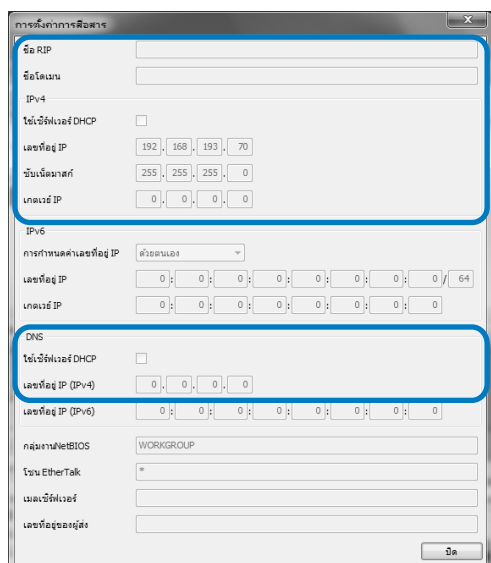 การตั้งค่าการสื่อสาร
ชื่อ RIP
ชื่อโดเมน
IPv4
ใช้เซิร์ฟเวอร์ DHCP
เลขที่อยู่ IP 192 . 168 . 193 . 70
ซับเน็ตมาสก์ 255 . 255 . 255 . 0
เกตเวย์ IP 0 . 0 . 0 . 0
IPv6
การกำหนดค่าเลขที่อยู่ IP ด้วยตนเอง
เลขที่อยู่ IP 0 : 0 : 0 : 0 : 0 : 0 : 0 : 0 / 64
เกตเวย์ IP 0 : 0 : 0 : 0 : 0 : 0 : 0 : 0
DNS
ใช้เซิร์ฟเวอร์ DHCP
เลขที่อยู่ IP (IPv4) 0 . 0 . 0 . 0
เลขที่อยู่ IP (IPv6) 0 : 0 : 0 : 0 : 0 : 0 : 0 : 0
กลุ่มงานNetBIOS WORKGROUP
โซน EtherTalk *
เมลเซิร์ฟเวอร์
เลขที่อยู่ของผู้ส่ง
ปิด